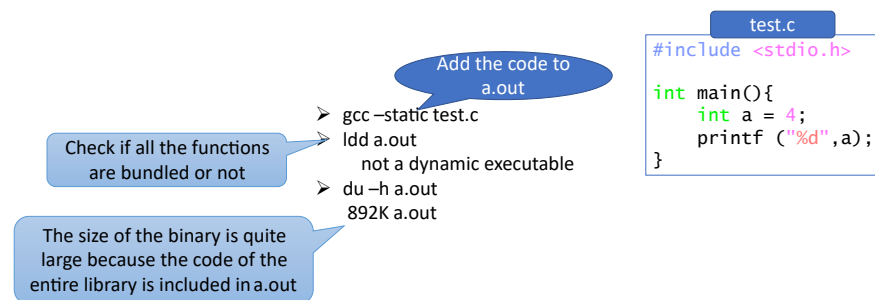 test.c
#include <stdio.h>
int main(){
int a = 4;
printf ("%d",a);
}
Add the code to
a.out
➢ gcc –static test.c
➢ ldd a.out
not a dynamic executable
➢ du –h a.out
892K a.out
Check if all the functions
are bundled or not
The size of the binary is quite
large because the code of the
entire library is included in a.out